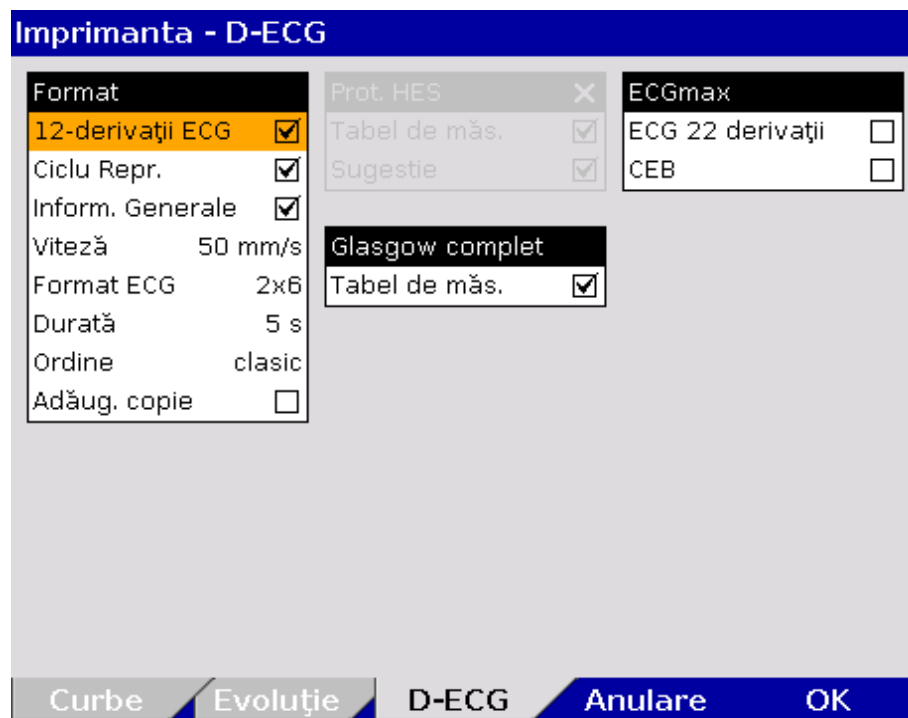 Imprimanta - D-ECG
Format
12-derivaţii ECG
Ciclu Repr.
Inform. Generale
Viteză 50 mm/s
Format ECG 2x6
Durată 5 s
Ordine clasic
Adăug. copie
Prot. HES
Tabel de măs.
Sugestie
Glasgow complet
Tabel de măs.
ECGmax
ECG 22 derivaţii
CEB
Curbe Evoluţie D-ECG Anulare OK